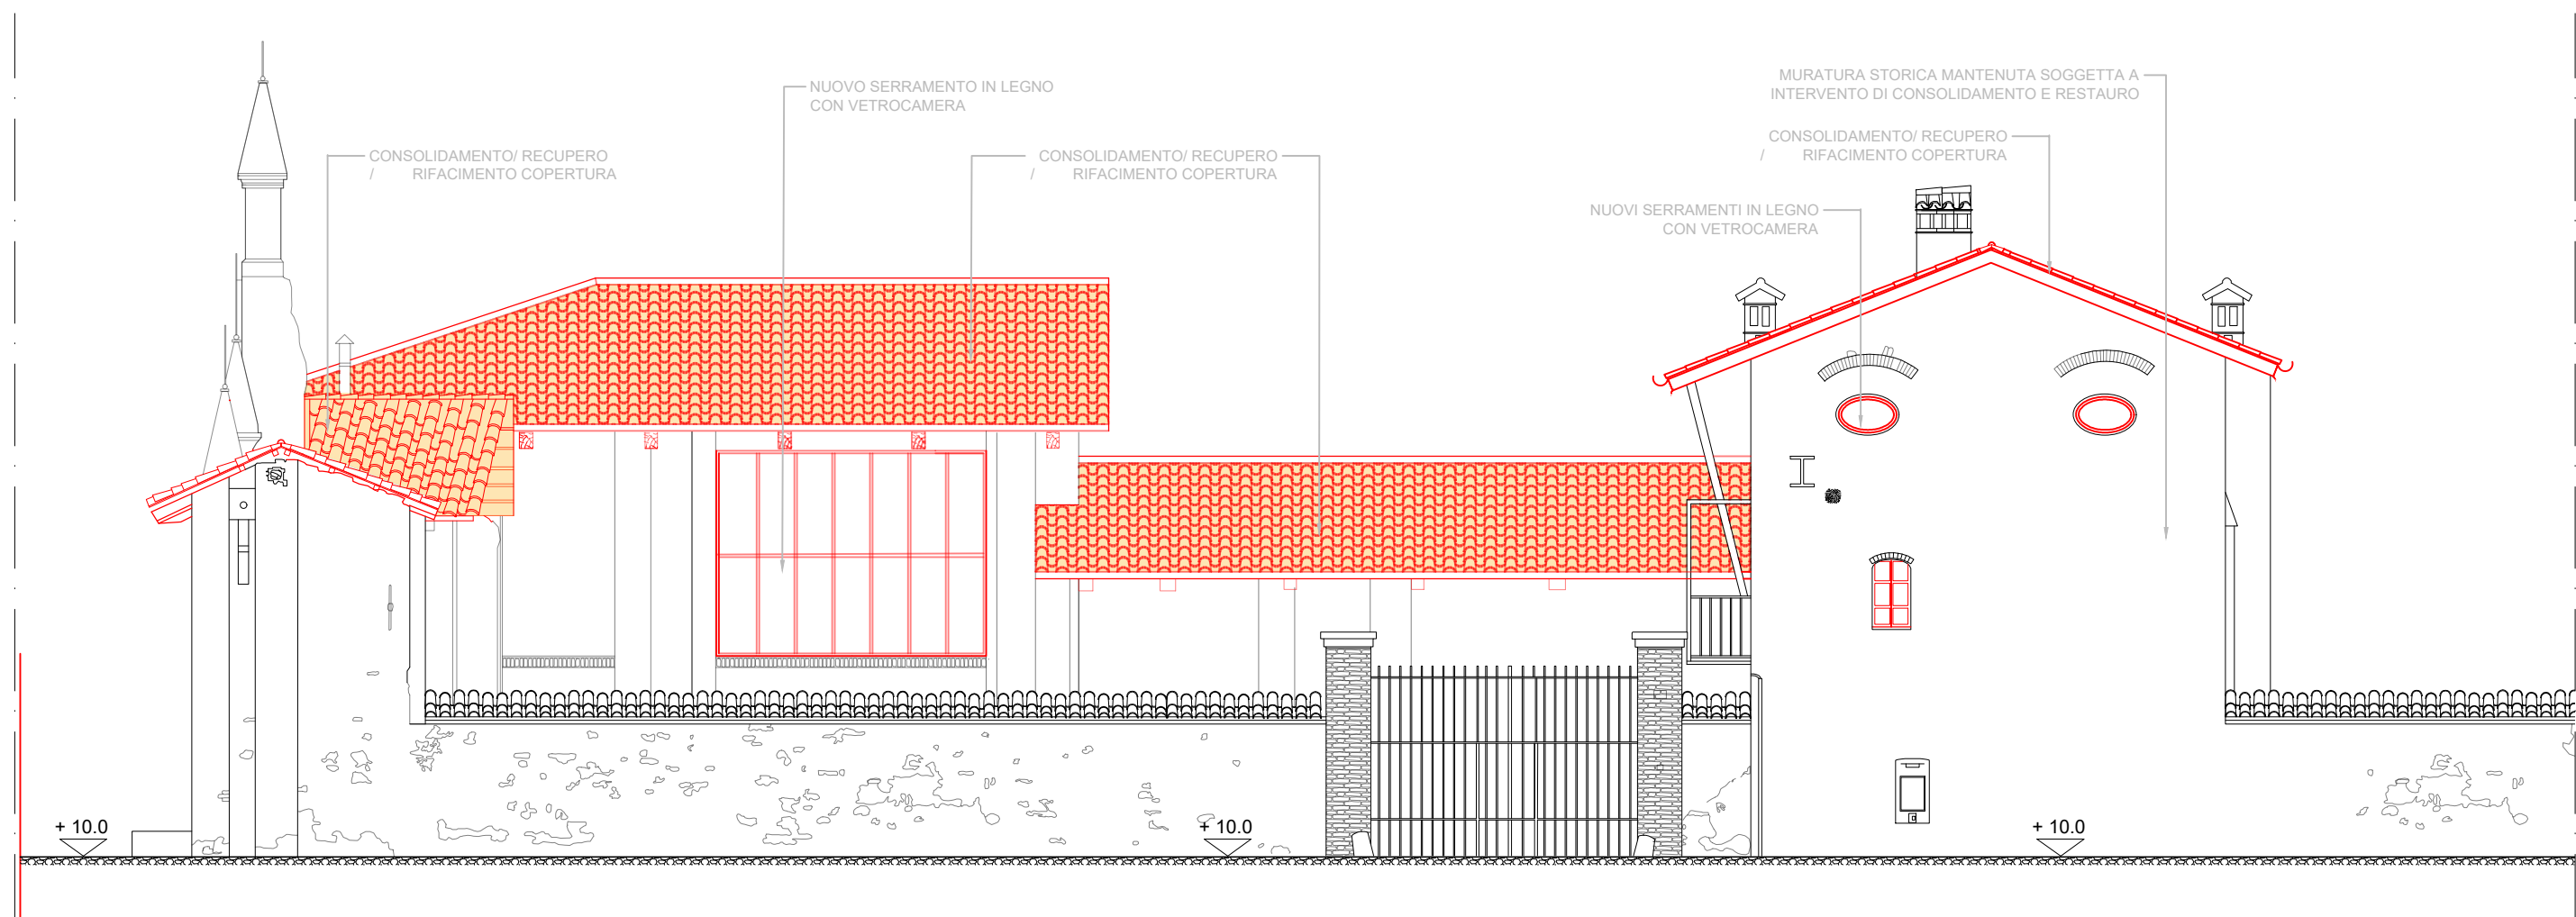 NUOVO SERRAMENTO IN LEGNO
CON VETROCAMERA
MURATURA STORICA MANTENUTA SOGGETTA A
INTERVENTO DI CONSOLIDAMENTO E RESTAURO
CONSOLIDAMENTO/ RECUPERO
/ RIFACIMENTO COPERTURA
CONSOLIDAMENTO/ RECUPERO
/ RIFACIMENTO COPERTURA
CONSOLIDAMENTO/ RECUPERO
/ RIFACIMENTO COPERTURA
NUOVI SERRAMENTI IN LEGNO
CON VETROCAMERA
+ 10.0
+ 10.0
+ 10.0